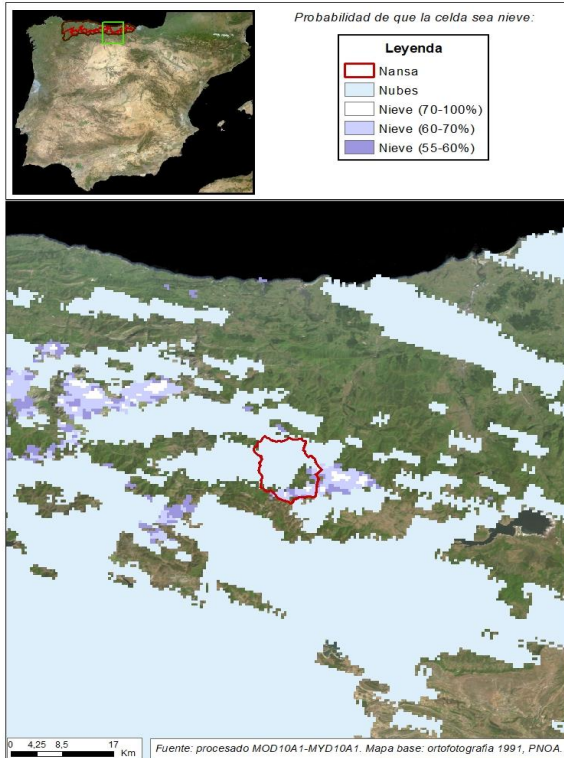 Probabilidad de que la celda sea nieve:
Leyenda
Nansa
Nubes
Nieve (70-100%)
Nieve (60-70%)
Nieve (55-60%)
0 4,25 8,5 17
Km
Fuente: procesado MOD10A1-MYD10A1. Mapa base: ortofotografia 1991, PNOA.